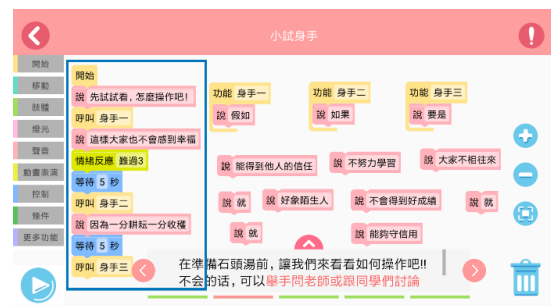 小試身手
開始
移動
肢體
燈光
聲音
動畫表演
控制
條件
更多功能
開始
說 先試試看,怎麼操作吧!
呼叫 身手一
說 這樣大家也不會感到幸福
情緒反應 難過3
等待 5 秒
呼叫 身手二
說 因為一分耕耘一分收穫
等待 5 秒
呼叫 身手三
功能 身手一
說 假如
功能 身手二
說 如果
功能 身手三
說 要是
說 能得到他人的信任
說 不努力學習
說 大家不相往來
說 就
說 好象陌生人
說 不會得到好成績
說 就
說 就
說 能夠守信用
在準備石頭湯前,讓我們來看看如何操作吧!!
不会的话,可以舉手問老師或跟同學們討論